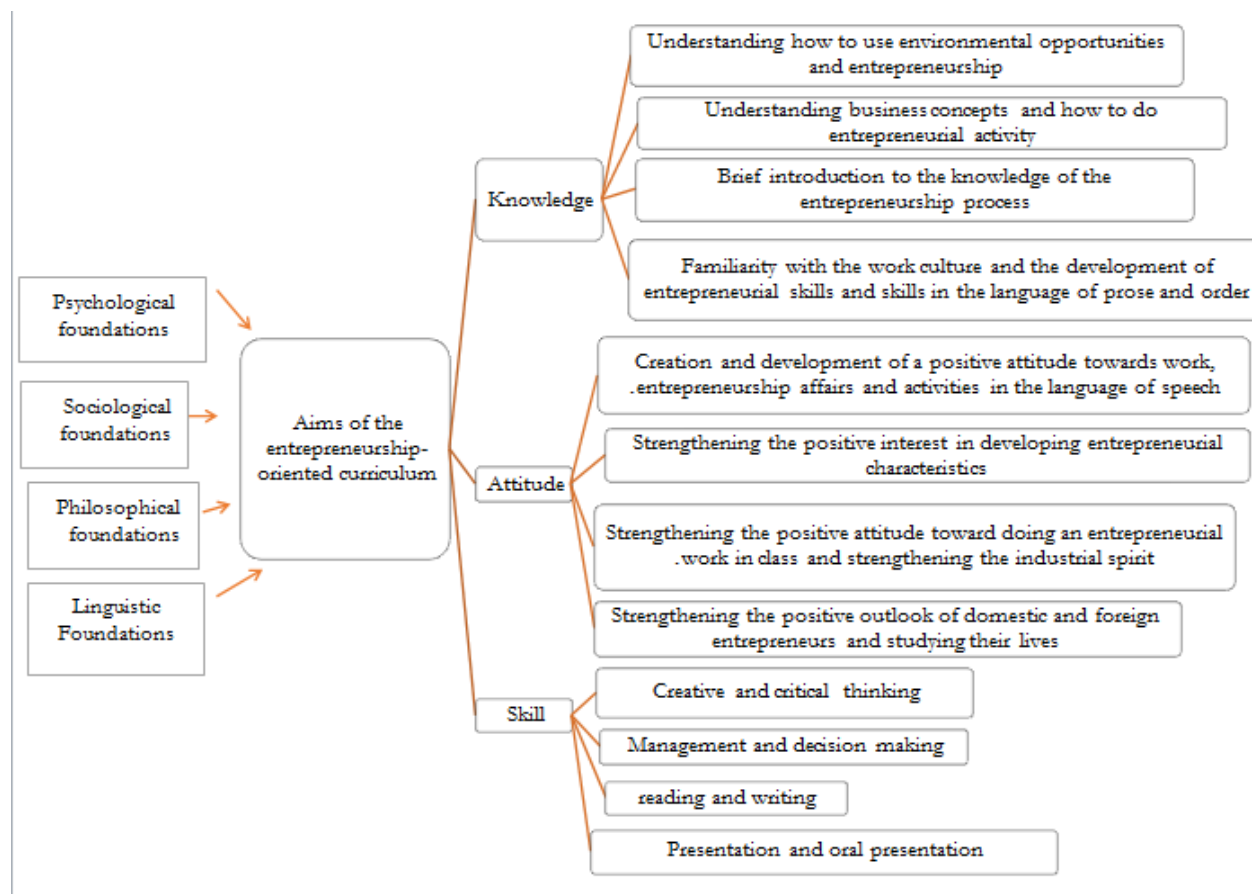 Psychological
foundations
Sociological
foundations
Philosophical
foundations
Linguistic
Foundations
Aims of the
entrepreneurship-
oriented curriculum
Knowledge
Understanding how to use environmental opportunities
and entrepreneurship
Understanding business concepts and how to do
entrepreneurial activity
Brief introduction to the knowledge of the
entrepreneurship process
Familiarity with the work culture and the development of
entrepreneurial skills and skills in the language of prose and order
Attitude
Creation and development of a positive attitude towards work,
.entrepreneurship affairs and activities in the language of speech
Strengthening the positive interest in developing entrepreneurial
characteristics
Strengthening the positive attitude toward doing an entrepreneurial
.work in class and strengthening the industrial spirit
Strengthening the positive outlook of domestic and foreign
entrepreneurs and studying their lives
Skill
Creative and critical thinking
Management and decision making
reading and writing
Presentation and oral presentation